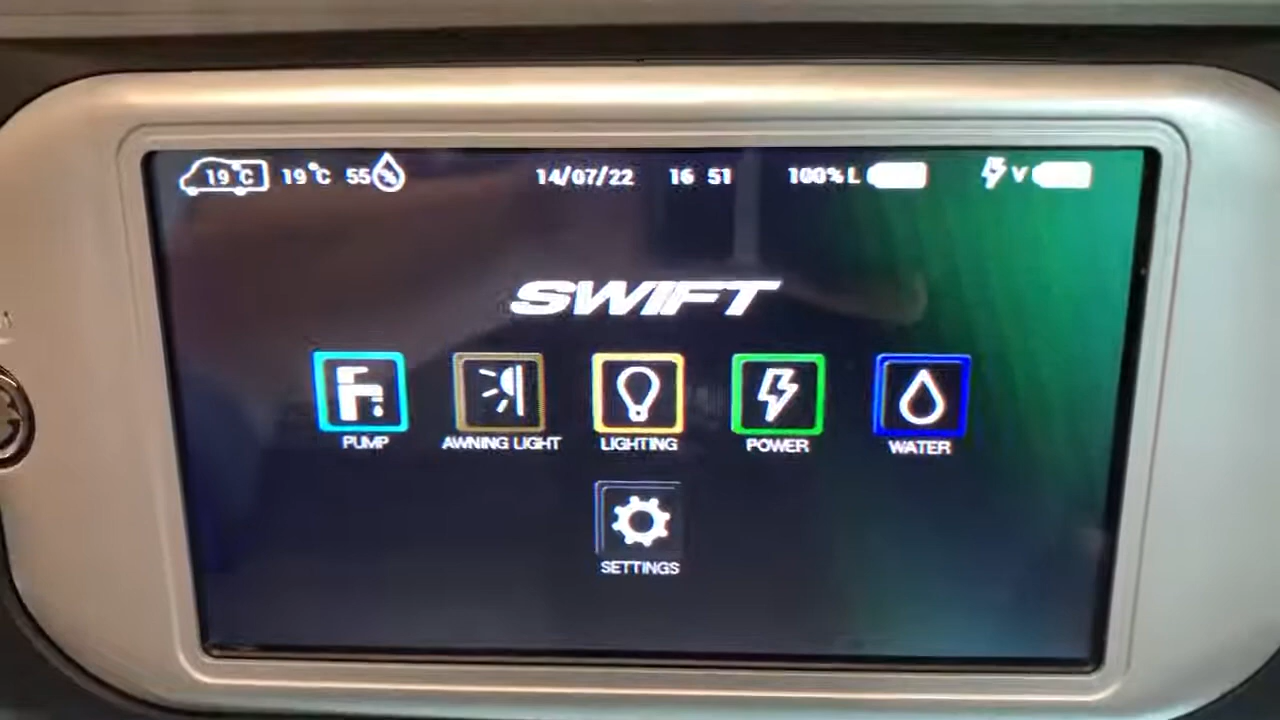 19°C 19°C 55% 14/07/22 16 51 100% L V
SWIFT
PUMP AWNING LIGHT LIGHTING POWER WATER
SETTINGS